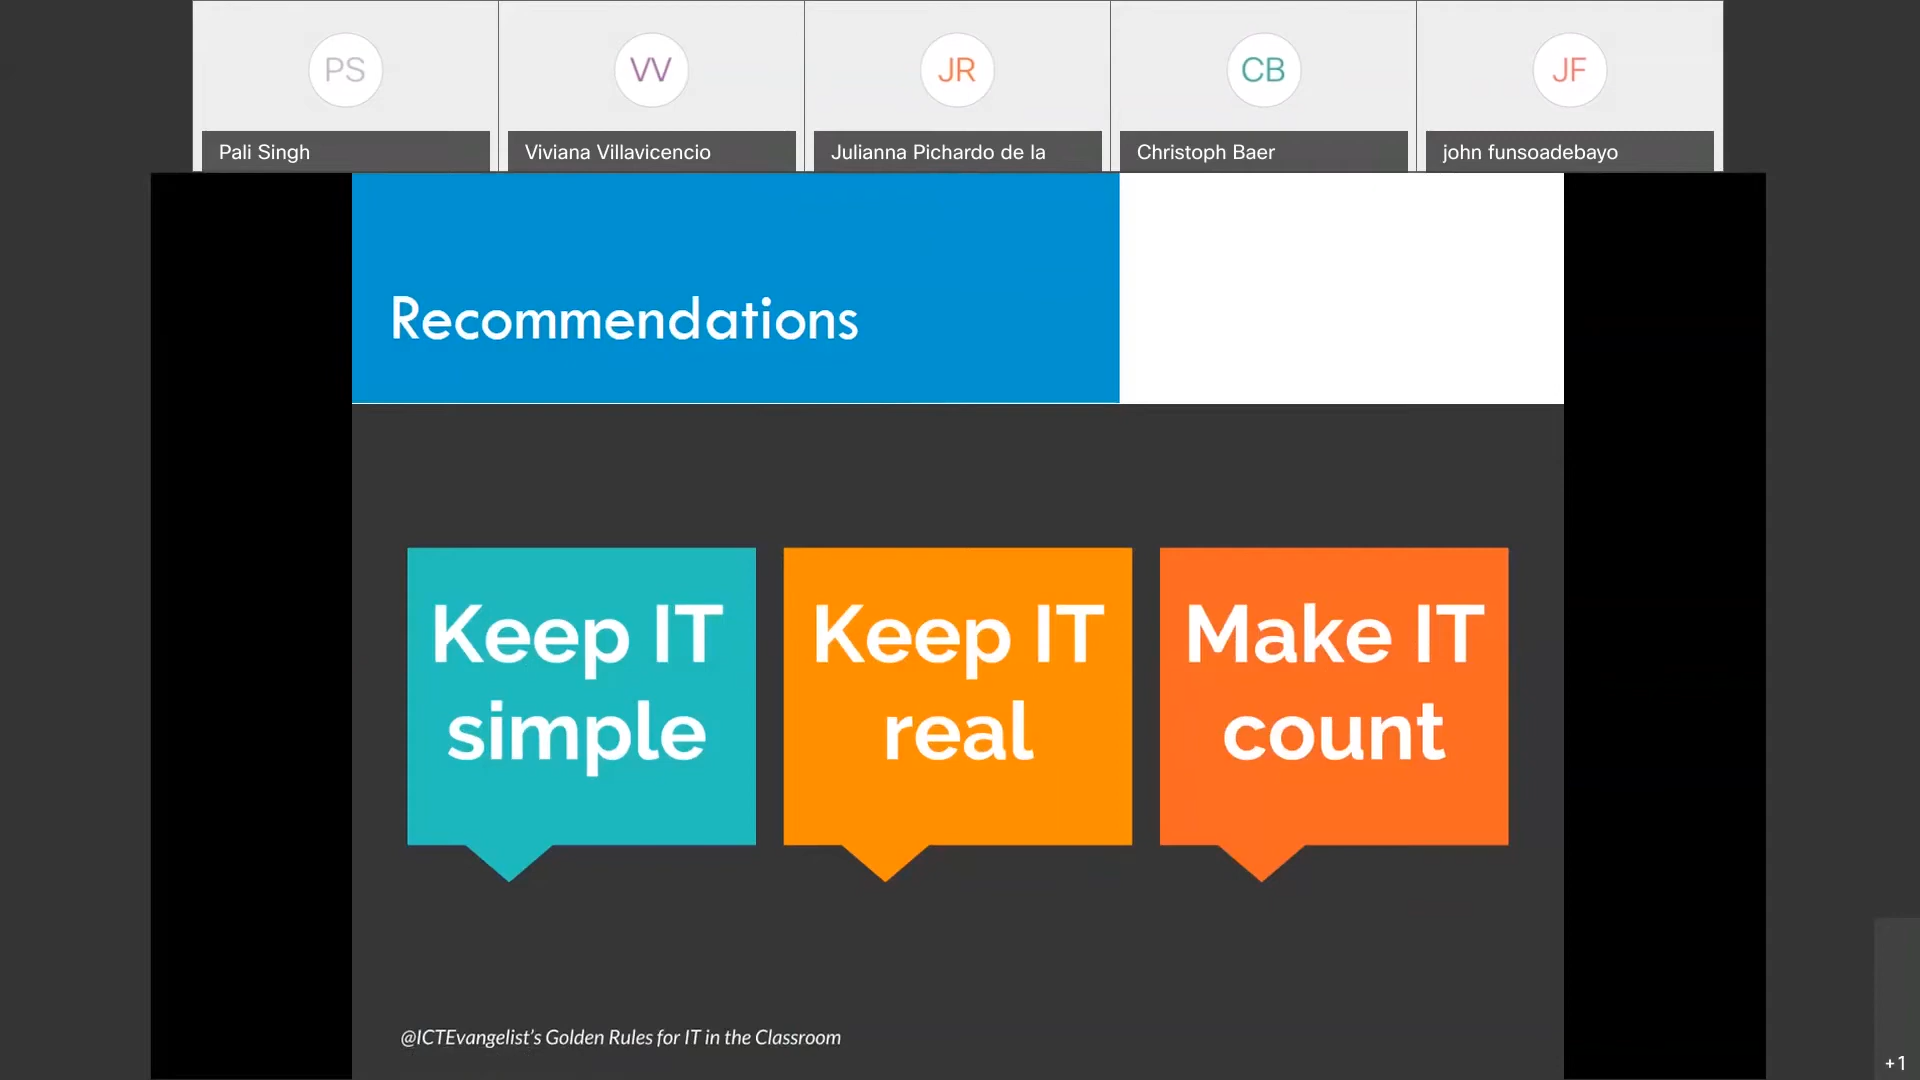 PS
VV
JR
CB
JF
Pali Singh
Viviana Villavicencio
Julianna Pichardo de la
Christoph Baer
john funsoadebayo
Recommendations
Keep IT
simple
Keep IT
real
Make IT
count
@ICTEvangelist's Golden Rules for IT in the Classroom
+1